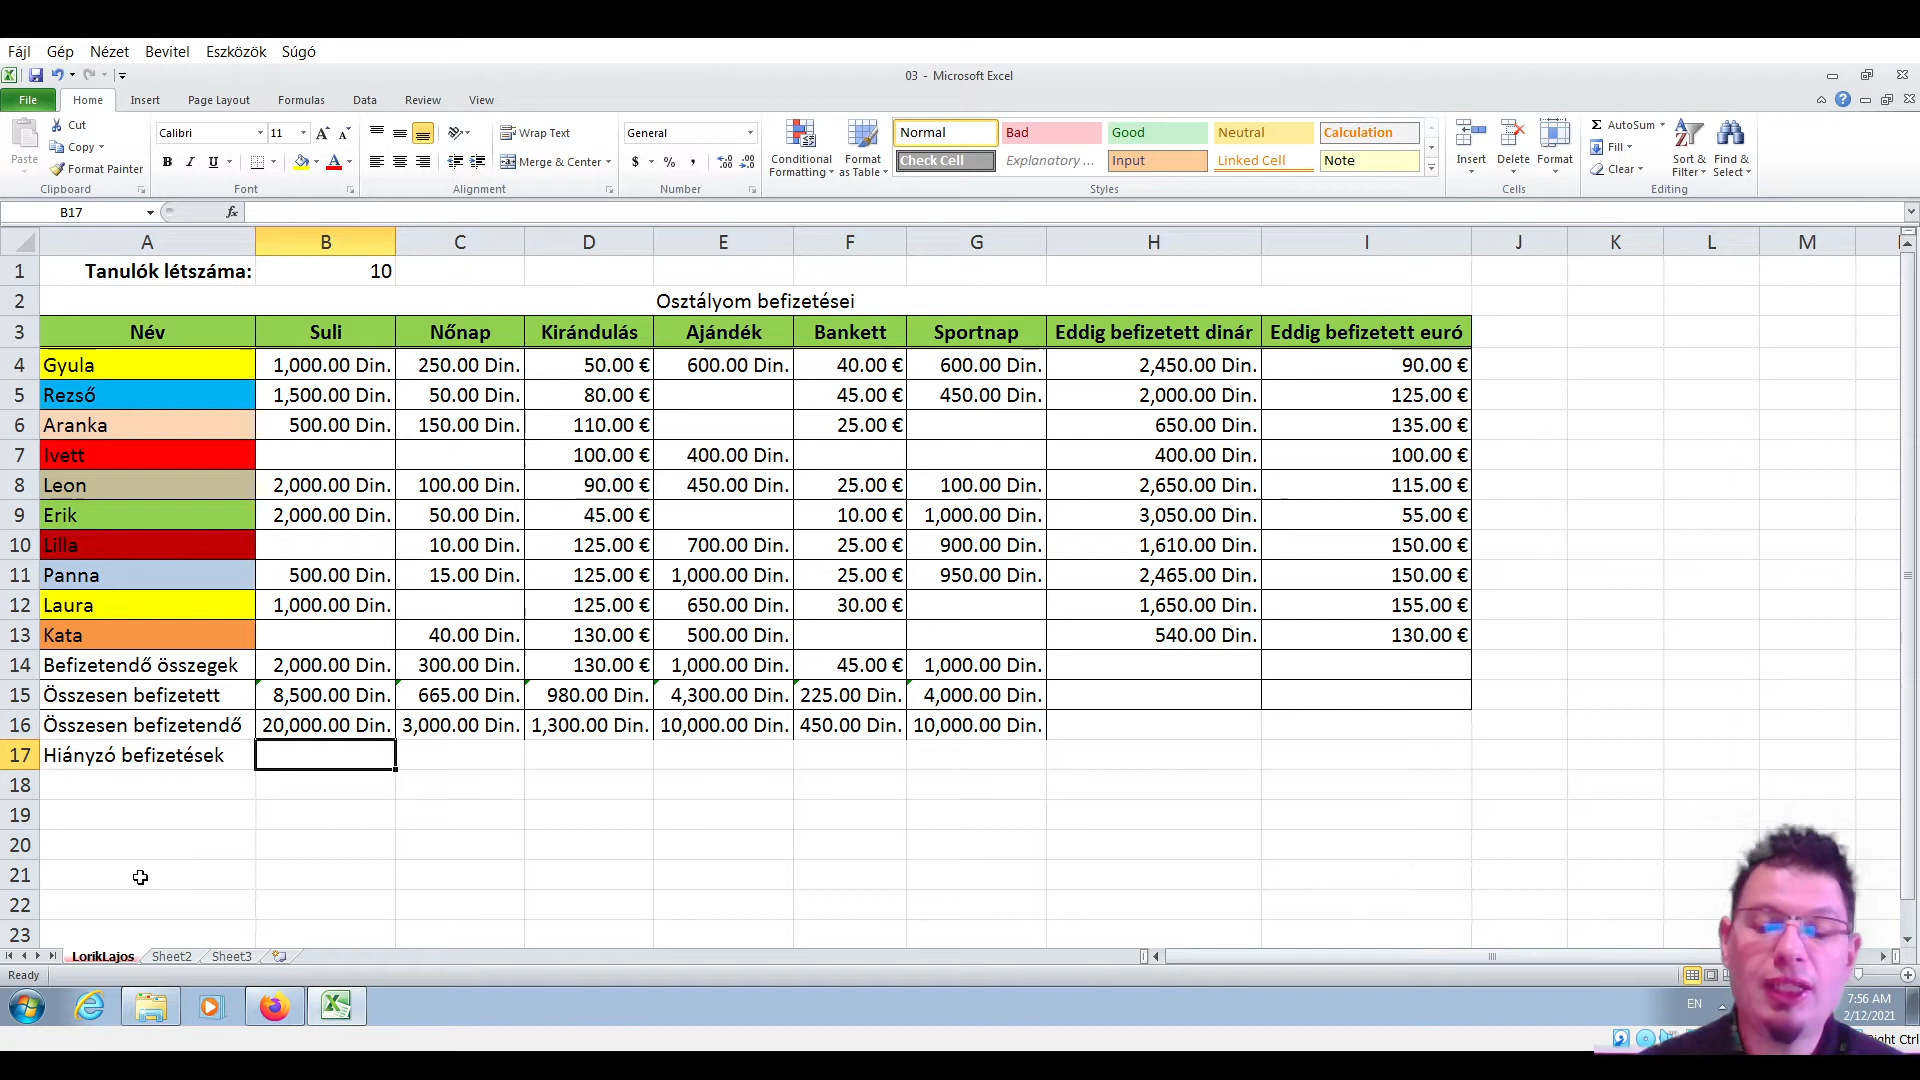 Fájl Gép Nézet Bevitel Eszközök Súgó
03 - Microsoft Excel
File Home Insert Page Layout Formulas Data Review View
Cut Calibri 11 Wrap Text General Normal Bad Good Neutral Calculation AutoSum
Copy Fill
Paste Format Painter Merge & Center Conditional Formatting Format as Table Check Cell Explanatory ... Input Linked Cell Note Insert Delete Format Clear Sort & Filter Find & Select
Clipboard Font Alignment Number Styles Cells Editing
B17 fx
A B C D E F G H I J K L M
1 Tanulók létszáma: 10
2 Osztályom befizetései
3 Név Suli Nőnap Kirándulás Ajándék Bankett Sportnap Eddig befizetett dinár Eddig befizetett euró
4 Gyula 1,000.00 Din. 250.00 Din. 50.00 € 600.00 Din. 40.00 € 600.00 Din. 2,450.00 Din. 90.00 €
5 Rezső 1,500.00 Din. 50.00 Din. 80.00 € 45.00 € 450.00 Din. 2,000.00 Din. 125.00 €
6 Aranka 500.00 Din. 150.00 Din. 110.00 € 25.00 € 650.00 Din. 135.00 €
7 Ivett 100.00 € 400.00 Din. 400.00 Din. 100.00 €
8 Leon 2,000.00 Din. 100.00 Din. 90.00 € 450.00 Din. 25.00 € 100.00 Din. 2,650.00 Din. 115.00 €
9 Erik 2,000.00 Din. 50.00 Din. 45.00 € 10.00 € 1,000.00 Din. 3,050.00 Din. 55.00 €
10 Lilla 10.00 Din. 125.00 € 700.00 Din. 25.00 € 900.00 Din. 1,610.00 Din. 150.00 €
11 Panna 500.00 Din. 15.00 Din. 125.00 € 1,000.00 Din. 25.00 € 950.00 Din. 2,465.00 Din. 150.00 €
12 Laura 1,000.00 Din. 125.00 € 650.00 Din. 30.00 € 1,650.00 Din. 155.00 €
13 Kata 40.00 Din. 130.00 € 500.00 Din. 540.00 Din. 130.00 €
14 Befizetendő összegek 2,000.00 Din. 300.00 Din. 130.00 € 1,000.00 Din. 45.00 € 1,000.00 Din.
15 Összesen befizetett 8,500.00 Din. 665.00 Din. 980.00 Din. 4,300.00 Din. 225.00 Din. 4,000.00 Din.
16 Összesen befizetendő 20,000.00 Din. 3,000.00 Din. 1,300.00 Din. 10,000.00 Din. 450.00 Din. 10,000.00 Din.
17 Hiányzó befizetések
18
19
20
21
22
23
LorikLajos Sheet2 Sheet3
Ready
EN 7:56 AM
2/12/2021
Right Ctrl